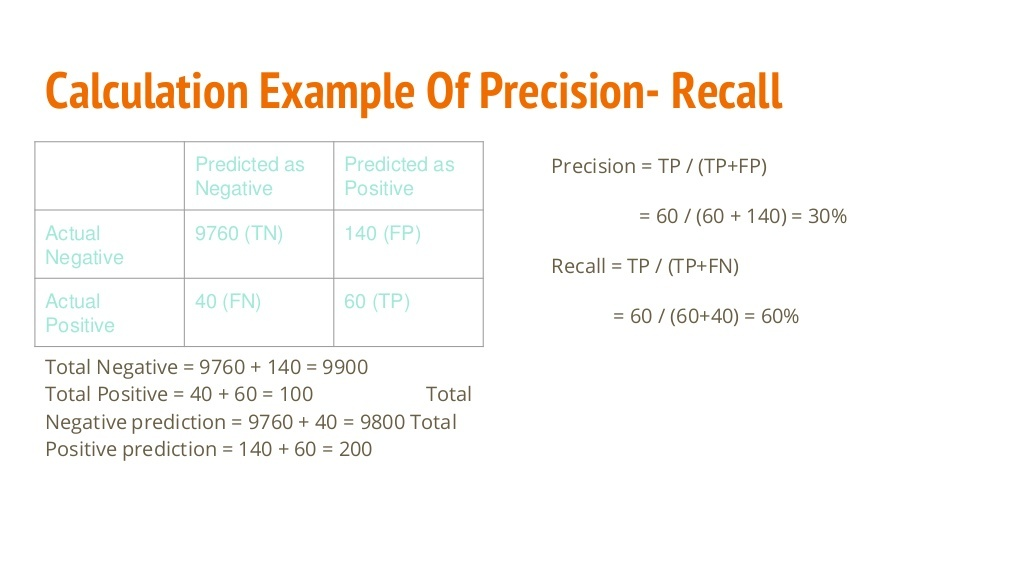 Calculation Example Of Precision- Recall
Predicted as
Negative
Predicted as
Positive
Actual
Negative
9760 (TN)
140 (FP)
Actual
Positive
40 (FN)
60 (TP)
Total Negative = 9760 + 140 = 9900
Total Positive = 40 + 60 = 100 Total
Negative prediction = 9760 + 40 = 9800 Total
Positive prediction = 140 + 60 = 200
Precision = TP / (TP+FP)
= 60 / (60 + 140) = 30%
Recall = TP / (TP+FN)
= 60 / (60+40) = 60%